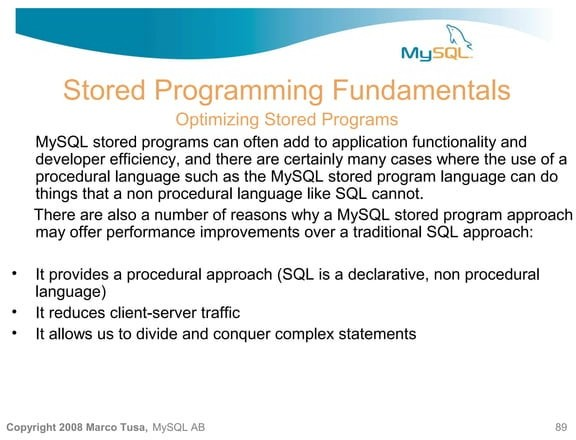 MySQL
Stored Programming Fundamentals
Optimizing Stored Programs
MySQL stored programs can often add to application functionality and
developer efficiency, and there are certainly many cases where the use of a
procedural language such as the MySQL stored program language can do
things that a non procedural language like SQL cannot.
There are also a number of reasons why a MySQL stored program approach
may offer performance improvements over a traditional SQL approach:
• It provides a procedural approach (SQL is a declarative, non procedural
language)
• It reduces client-server traffic
• It allows us to divide and conquer complex statements
Copyright 2008 Marco Tusa, MySQL AB 89